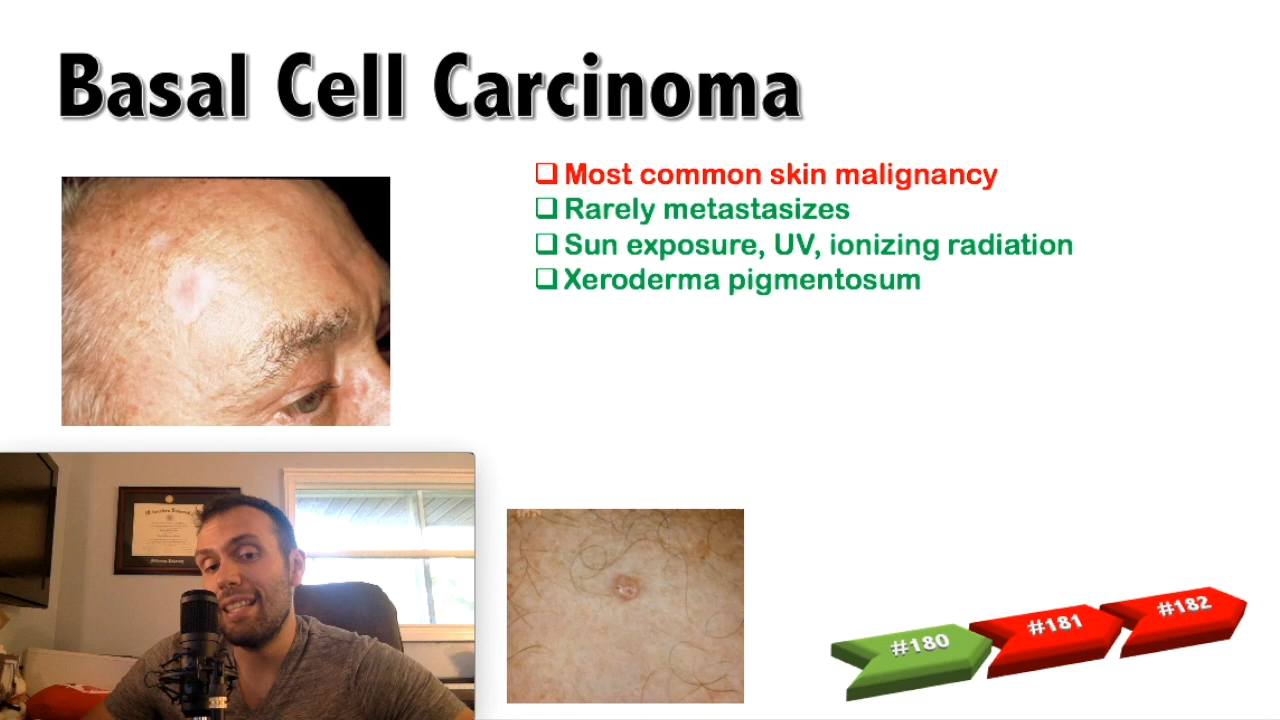 Basal Cell Carcinoma
❑ Most common skin malignancy
❑ Rarely metastasizes
❑ Sun exposure, UV, ionizing radiation
❑ Xeroderma pigmentosum
#180
#181
#182